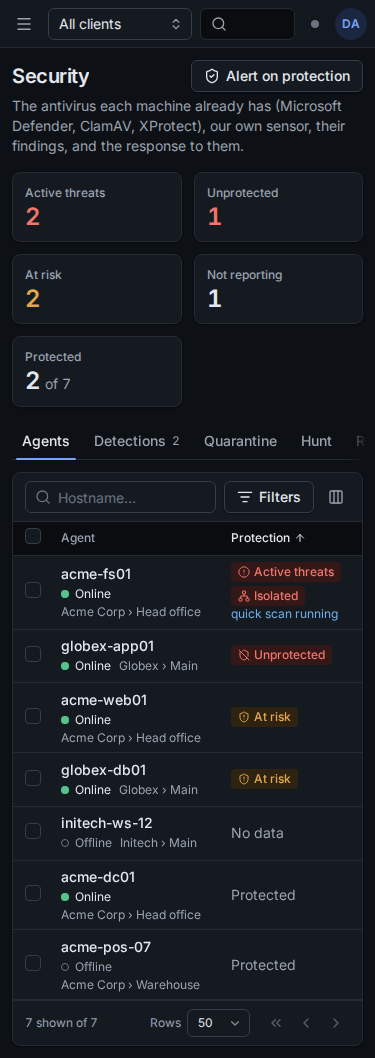 All clients
DA
Security
Alert on protection
The antivirus each machine already has (Microsoft
Defender, ClamAV, XProtect), our own sensor, their
findings, and the response to them.
Active threats
2
Unprotected
1
At risk
2
Not reporting
1
Protected
2 of 7
Agents
Detections 2
Quarantine
Hunt
R
Hostname...
Filters
Agent
Protection ↑
acme-fs01
Online
Acme Corp › Head office
Active threats
Isolated
quick scan running
globex-app01
Online Globex › Main
Unprotected
acme-web01
Online
Acme Corp › Head office
At risk
globex-db01
Online Globex › Main
At risk
initech-ws-12
Offline Initech › Main
No data
acme-dc01
Online
Acme Corp › Head office
Protected
acme-pos-07
Offline
Acme Corp › Warehouse
Protected
7 shown of 7
Rows
50